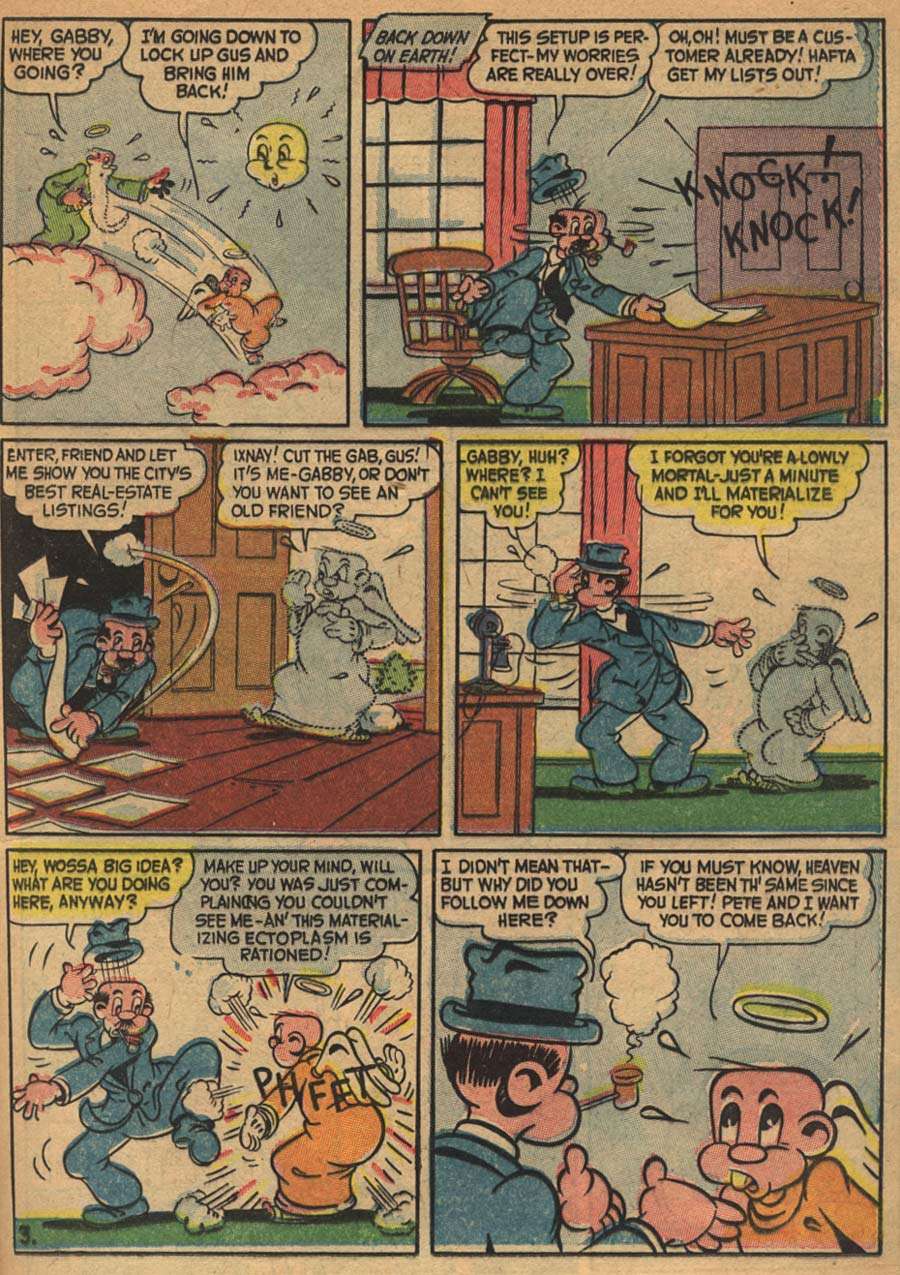 HEY, GABBY,
WHERE YOU
GOING?
I'M GOING DOWN TO
LOCK UP GUS AND
BRING HIM
BACK!
BACK DOWN
ON EARTH!
THIS SETUP IS PER-
FECT-MY WORRIES
ARE REALLY OVER!
OH, OH! MUST BE A CUS-
TOMER ALREADY! HAFTA
GET MY LISTS OUT!
KNOCK!
KNOCK!
ENTER, FRIEND AND LET
ME SHOW YOU THE CITY'S
BEST REAL-ESTATE
LISTINGS!
IXNAY! CUT THE GAB, GUS!
IT'S ME-GABBY, OR DON'T
YOU WANT TO SEE AN
OLD FRIEND?
GABBY, HUH?
WHERE? I
CAN'T SEE
YOU!
I FORGOT YOU'RE A LOWLY
MORTAL-JUST A MINUTE
AND I'LL MATERIALIZE
FOR YOU!
HEY, WOSSA BIG IDEA?
WHAT ARE YOU DOING
HERE, ANYWAY?
MAKE UP YOUR MIND, WILL
YOU? YOU WAS JUST COM-
PLAINING YOU COULDN'T
SEE ME-AN' THIS MATERIAL-
IZING ECTOPLASM IS
RATIONED!
PHFFT
I DIDN'T MEAN THAT-
BUT WHY DID YOU
FOLLOW ME DOWN
HERE?
IF YOU MUST KNOW, HEAVEN
HASN'T BEEN TH' SAME SINCE
YOU LEFT! PETE AND I WANT
YOU TO COME BACK!
3.